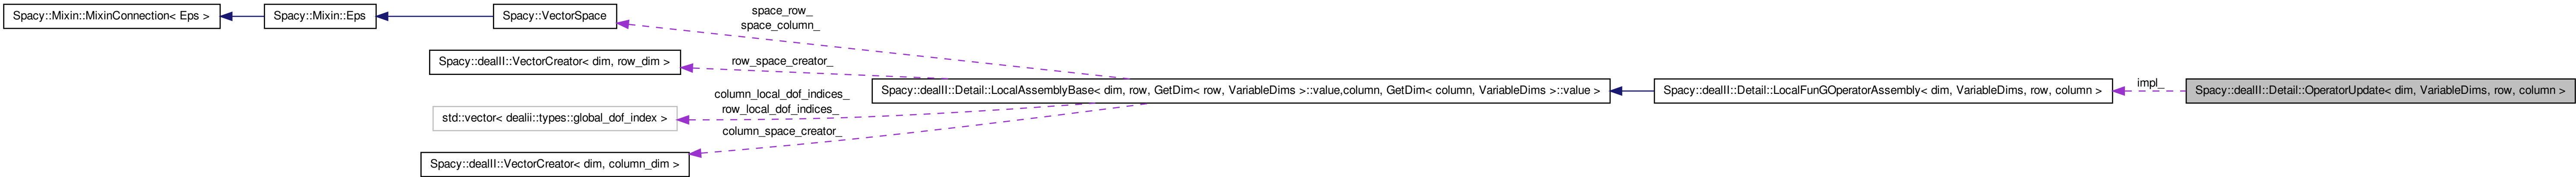 Spacy::Mixin::MixinConnection< Eps >
Spacy::Mixin::Eps
Spacy::VectorSpace
space_row_
space_column_
Spacy::dealII::VectorCreator< dim, row_dim >
row_space_creator_
std::vector< dealii::types::global_dof_index >
column_local_dof_indices_
row_local_dof_indices_
Spacy::dealII::VectorCreator< dim, column_dim >
column_space_creator_
Spacy::dealII::Detail::LocalAssemblyBase< dim, row, GetDim< row, VariableDims >::value,column, GetDim< column, VariableDims >::value >
Spacy::dealII::Detail::LocalFunGOperatorAssembly< dim, VariableDims, row, column >
impl_
Spacy::dealII::Detail::OperatorUpdate< dim, VariableDims, row, column >